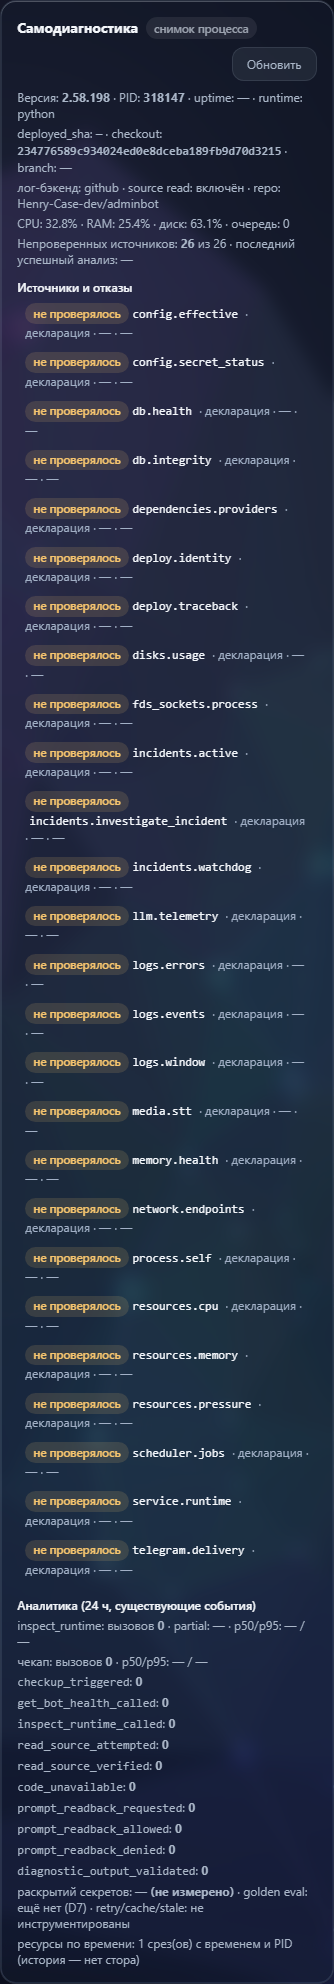 Самодиагностика снимок процесса
Обновить
Версия: 2.58.198 · PID: 318147 · uptime: — · runtime:
python
deployed_sha: – · checkout:
234776589c934024ed0e8dceba189fb9d70d3215 ·
branch: —
лог-бэкенд: github · source read: включён · repo:
Henry-Case-dev/adminbot
CPU: 32.8% · RAM: 25.4% · диск: 63.1% · очередь: 0
Непроверенных источников: 26 из 26 · последний
успешный анализ: —
Источники и отказы
не проверялось config.effective ·
декларация · — · —
не проверялось config.secret_status ·
декларация · — · —
не проверялось db.health · декларация · — ·
—
не проверялось db.integrity · декларация ·
— · —
не проверялось dependencies.providers ·
декларация · — · —
не проверялось deploy.identity ·
декларация · — · —
не проверялось deploy.traceback ·
декларация · — · —
не проверялось disks.usage · декларация · —
· —
не проверялось fds_sockets.process ·
декларация · — · —
не проверялось incidents.active ·
декларация · — · —
не проверялось
incidents.investigate_incident · декларация
· — · —
не проверялось incidents.watchdog ·
декларация · — · —
не проверялось llm.telemetry · декларация ·
— · —
не проверялось logs.errors · декларация · —
· —
не проверялось logs.events · декларация · —
· —
не проверялось logs.window · декларация · —
· —
не проверялось media.stt · декларация · — ·
—
не проверялось memory.health · декларация ·
— · —
не проверялось network.endpoints ·
декларация · — · —
не проверялось process.self · декларация ·
— · —
не проверялось resources.cpu · декларация ·
— · —
не проверялось resources.memory ·
декларация · — · —
не проверялось resources.pressure ·
декларация · — · —
не проверялось scheduler.jobs · декларация ·
— · —
не проверялось service.runtime ·
декларация · — · —
не проверялось telegram.delivery ·
декларация · — · —
Аналитика (24 ч, существующие события)
inspect_runtime: вызовов 0 · partial: — · p50/p95: — /
—
чекап: вызовов 0 · p50/p95: — / —
checkup_triggered: 0
get_bot_health_called: 0
inspect_runtime_called: 0
read_source_attempted: 0
read_source_verified: 0
code_unavailable: 0
prompt_readback_requested: 0
prompt_readback_allowed: 0
prompt_readback_denied: 0
diagnostic_output_validated: 0
раскрытий секретов: — (не измерено) · golden eval:
ещё нет (D7) · retry/cache/stale: не
инструментированы
ресурсы по времени: 1 срез(ов) с временем и PID
(история — нет стора)